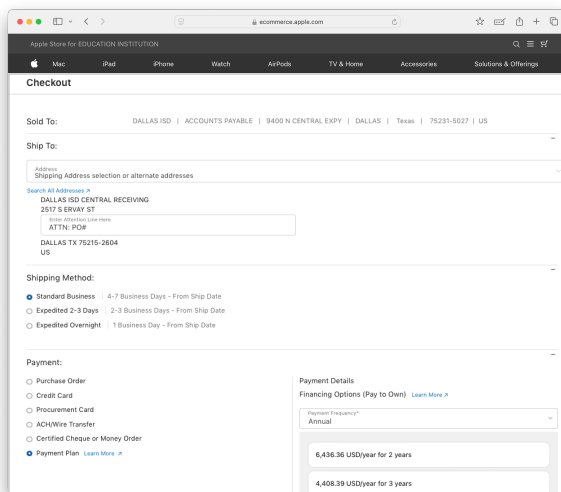 ecommerce.apple.com
Apple Store for EDUCATION INSTITUTION
Mac iPad iPhone Watch AirPods TV & Home Accessories Solutions & Offerings
Checkout
Sold To: DALLAS ISD | ACCOUNTS PAYABLE | 9400 N CENTRAL EXPY | DALLAS | Texas | 75231-5027 | US
Ship To:
Address
Shipping Address selection or alternate addresses
Search All Addresses ↗
DALLAS ISD CENTRAL RECEIVING
2517 S ERVAY ST
Enter Attention Line Here
ATTN: PO#
DALLAS TX 75215-2604
US
Shipping Method:
Standard Business | 4-7 Business Days - From Ship Date
Expedited 2-3 Days | 2-3 Business Days - From Ship Date
Expedited Overnight | 1 Business Day - From Ship Date
Payment:
Purchase Order
Credit Card
Procurement Card
ACH/Wire Transfer
Certified Cheque or Money Order
Payment Plan Learn More ↗
Payment Details
Financing Options (Pay to Own) Learn More ↗
Payment Frequency*
Annual
6,436.36 USD/year for 2 years
4,408.39 USD/year for 3 years